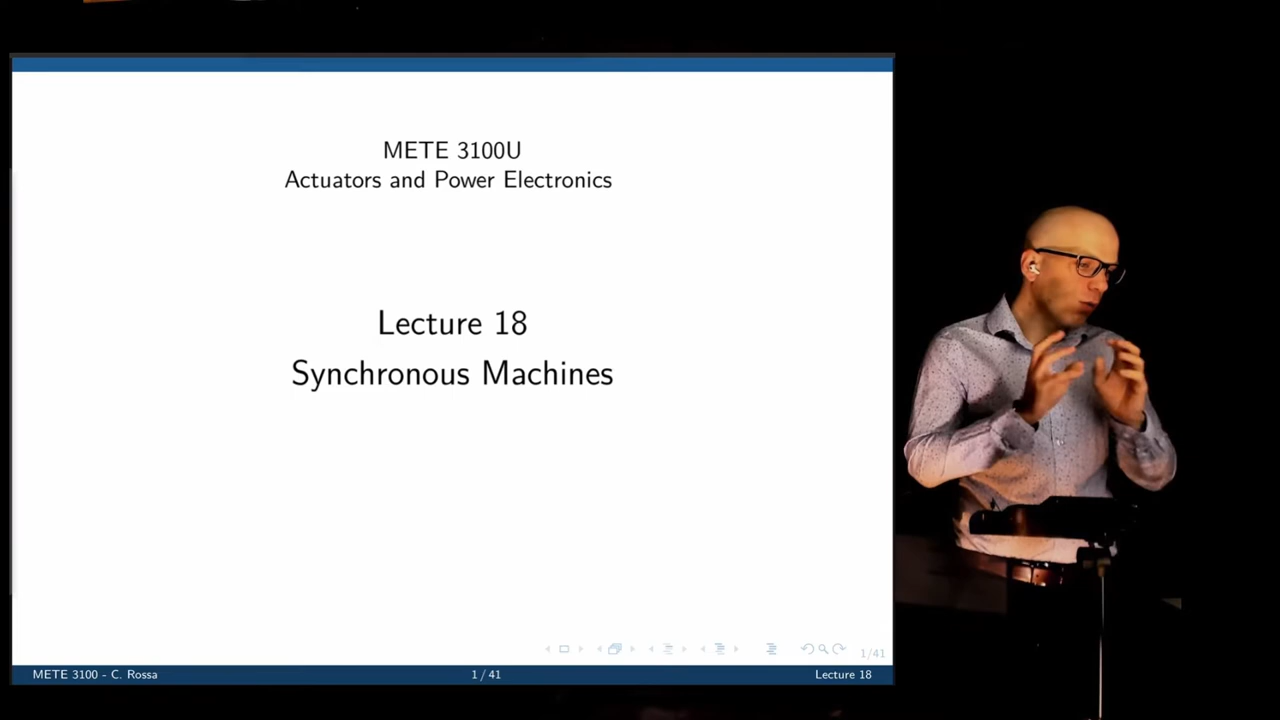 METE 3100U
Actuators and Power Electronics
Lecture 18
Synchronous Machines
1/41
METE 3100 - C. Rossa
1 / 41
Lecture 18